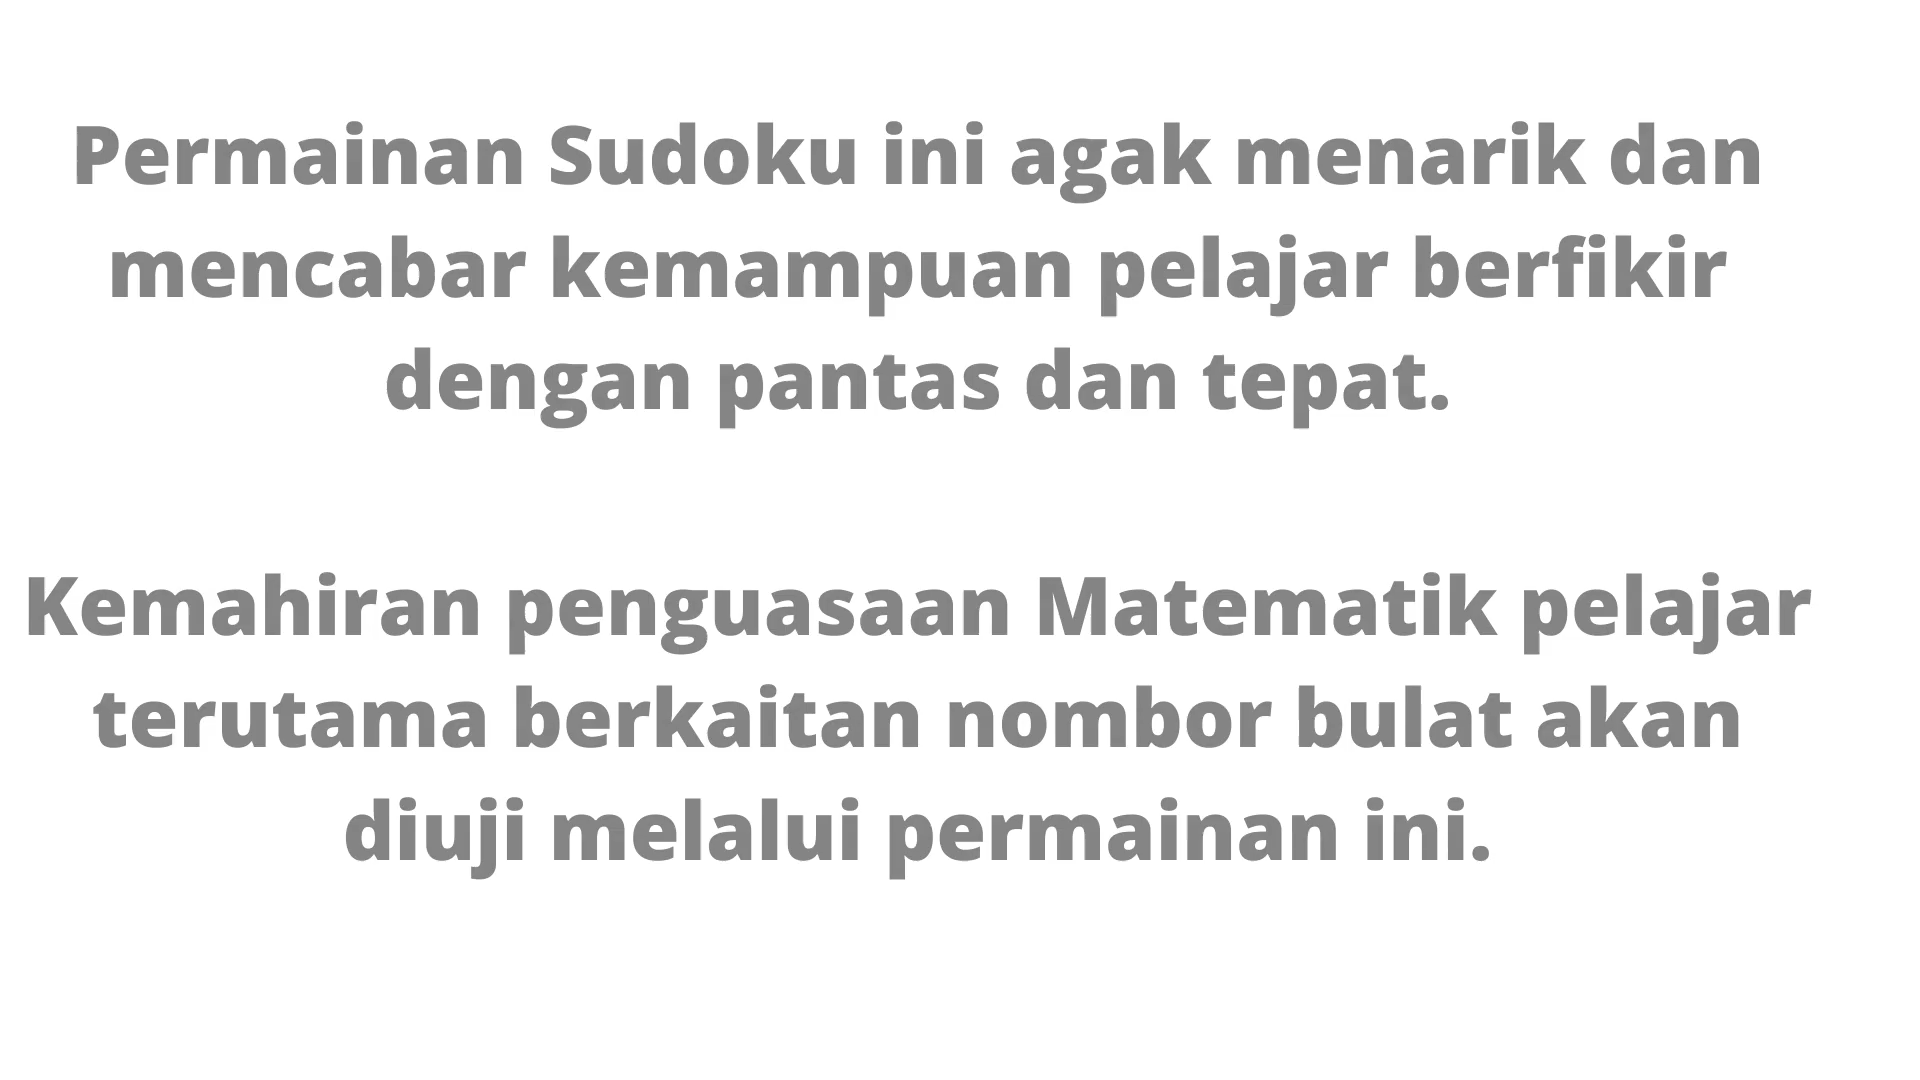 Permainan Sudoku ini agak menarik dan
mencabar kemampuan pelajar berfikir
dengan pantas dan tepat.
Kemahiran penguasaan Matematik pelajar
terutama berkaitan nombor bulat akan
diuji melalui permainan ini.